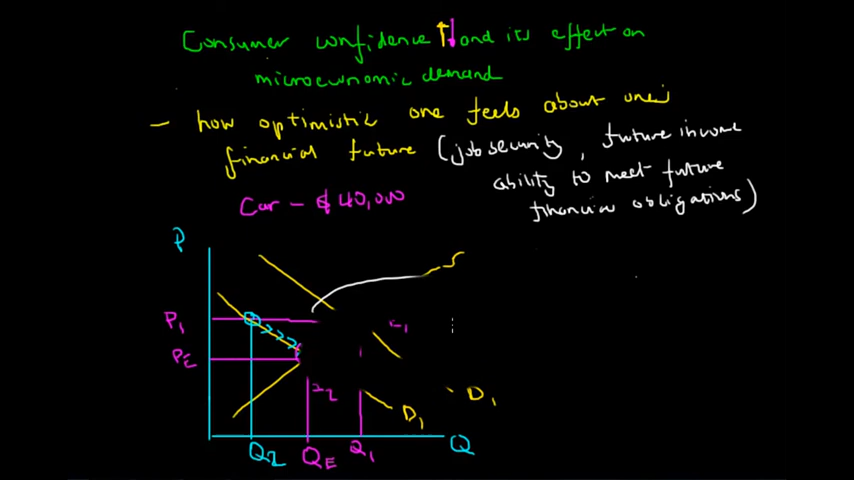 Consumer confidence and its effect on
microeconomic demand
- how optimistic one feels about one's
financial future (job security, future income
ability to meet future
financial obligations)
Car - $40,000
P
S
P1
PE
D1
D1
Q2
QE
Q1
Q